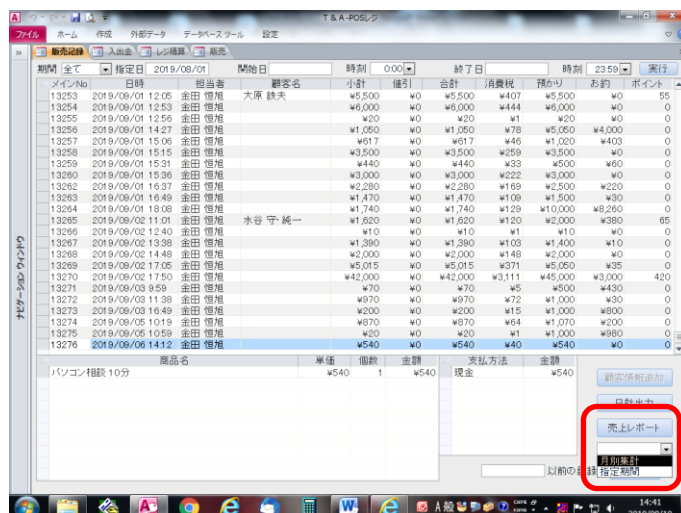 T & A-POSレジ
ファイル ホーム 作成 外部データ データベース ツール 設定
販売記録 入出金 レジ精算 販売
期間 全て 指定日 2019/08/01 開始日 時刻 0:00 終了日 時刻 23:59 実行
メインNo 日時 担当者 顧客名 小計 値引 合計 消費税 預かり お釣 ポイント
13253 2019/09/01 12:05 金田 恒旭 大原 鉄夫 ¥5,500 ¥0 ¥5,500 ¥407 ¥5,500 ¥0 55
13254 2019/09/01 12:53 金田 恒旭 ¥6,000 ¥0 ¥6,000 ¥444 ¥6,000 ¥0 0
13255 2019/09/01 12:56 金田 恒旭 ¥20 ¥0 ¥20 ¥1 ¥20 ¥0 0
13256 2019/09/01 14:27 金田 恒旭 ¥1,050 ¥0 ¥1,050 ¥78 ¥5,050 ¥4,000 0
13257 2019/09/01 15:06 金田 恒旭 ¥617 ¥0 ¥617 ¥46 ¥1,020 ¥403 0
13258 2019/09/01 15:15 金田 恒旭 ¥3,500 ¥0 ¥3,500 ¥259 ¥3,500 ¥0 0
13259 2019/09/01 15:31 金田 恒旭 ¥440 ¥0 ¥440 ¥33 ¥500 ¥60 0
13260 2019/09/01 15:36 金田 恒旭 ¥3,000 ¥0 ¥3,000 ¥222 ¥3,000 ¥0 0
13262 2019/09/01 16:37 金田 恒旭 ¥2,280 ¥0 ¥2,280 ¥169 ¥2,500 ¥220 0
13263 2019/09/01 16:49 金田 恒旭 ¥1,470 ¥0 ¥1,470 ¥109 ¥1,500 ¥30 0
13264 2019/09/01 18:08 金田 恒旭 ¥1,740 ¥0 ¥1,740 ¥129 ¥10,000 ¥8,260 0
13265 2019/09/02 11:01 金田 恒旭 水谷 守・純一 ¥1,620 ¥0 ¥1,620 ¥120 ¥2,000 ¥380 65
13266 2019/09/02 12:40 金田 恒旭 ¥10 ¥0 ¥10 ¥1 ¥10 ¥0 0
13267 2019/09/02 13:38 金田 恒旭 ¥1,390 ¥0 ¥1,390 ¥103 ¥1,400 ¥10 0
13268 2019/09/02 14:48 金田 恒旭 ¥2,000 ¥0 ¥2,000 ¥148 ¥2,000 ¥0 0
13269 2019/09/02 17:05 金田 恒旭 ¥5,015 ¥0 ¥5,015 ¥371 ¥5,050 ¥35 0
13270 2019/09/02 17:50 金田 恒旭 ¥42,000 ¥0 ¥42,000 ¥3,111 ¥45,000 ¥3,000 420
13271 2019/09/03 9:59 金田 恒旭 ¥70 ¥0 ¥70 ¥5 ¥500 ¥430 0
13272 2019/09/03 11:38 金田 恒旭 ¥970 ¥0 ¥970 ¥72 ¥1,000 ¥30 0
13273 2019/09/03 16:49 金田 恒旭 ¥200 ¥0 ¥200 ¥15 ¥1,000 ¥800 0
13274 2019/09/05 10:19 金田 恒旭 ¥870 ¥0 ¥870 ¥64 ¥1,070 ¥200 0
13275 2019/09/05 10:59 金田 恒旭 ¥20 ¥0 ¥20 ¥1 ¥1,000 ¥980 0
13276 2019/09/06 14:12 金田 恒旭 ¥540 ¥0 ¥540 ¥40 ¥540 ¥0 0
ナビゲーション ウィンドウ
商品名 単価 個数 金額 支払方法 金額
パソコン相談 10分 ¥540 1 ¥540 現金 ¥540
顧客情報追加
日計出力
売上レポート
月別集計
以前の 指定期間
A 般 CAPS KANA 14:41